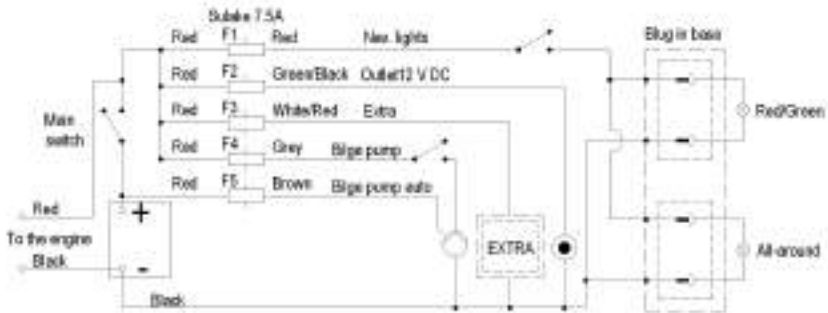 Sulake 7.5A
Red F1 Red Nav. lights
Plug in base
Red F2 Green/Black Outlet12 V DC
Red F3 White/Red Extra
Red/Green
Main switch
Red F4 Grey Bilge pump
Red F5 Brown Bilge pump auto
Red
+
To the engine
EXTRA
All-around
Black
-
Black